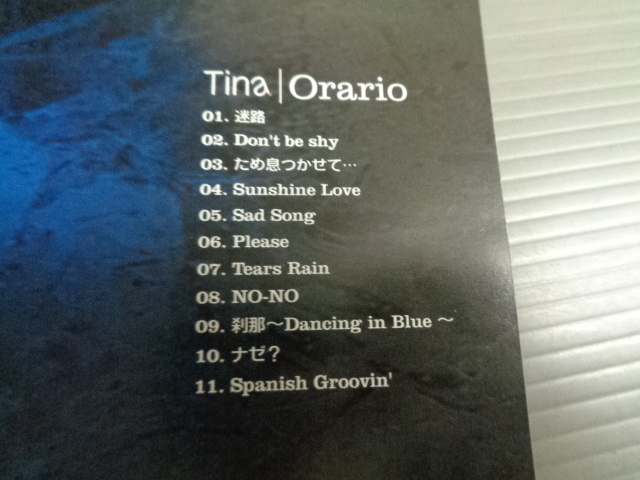 Tina|Orario
01. 迷路
02. Don't be shy
03. ため息つかせて…
04. Sunshine Love
05. Sad Song
06. Please
07. Tears Rain
08. NO-NO
09. 刹那～Dancing in Blue～
10. ナゼ？
11. Spanish Groovin'